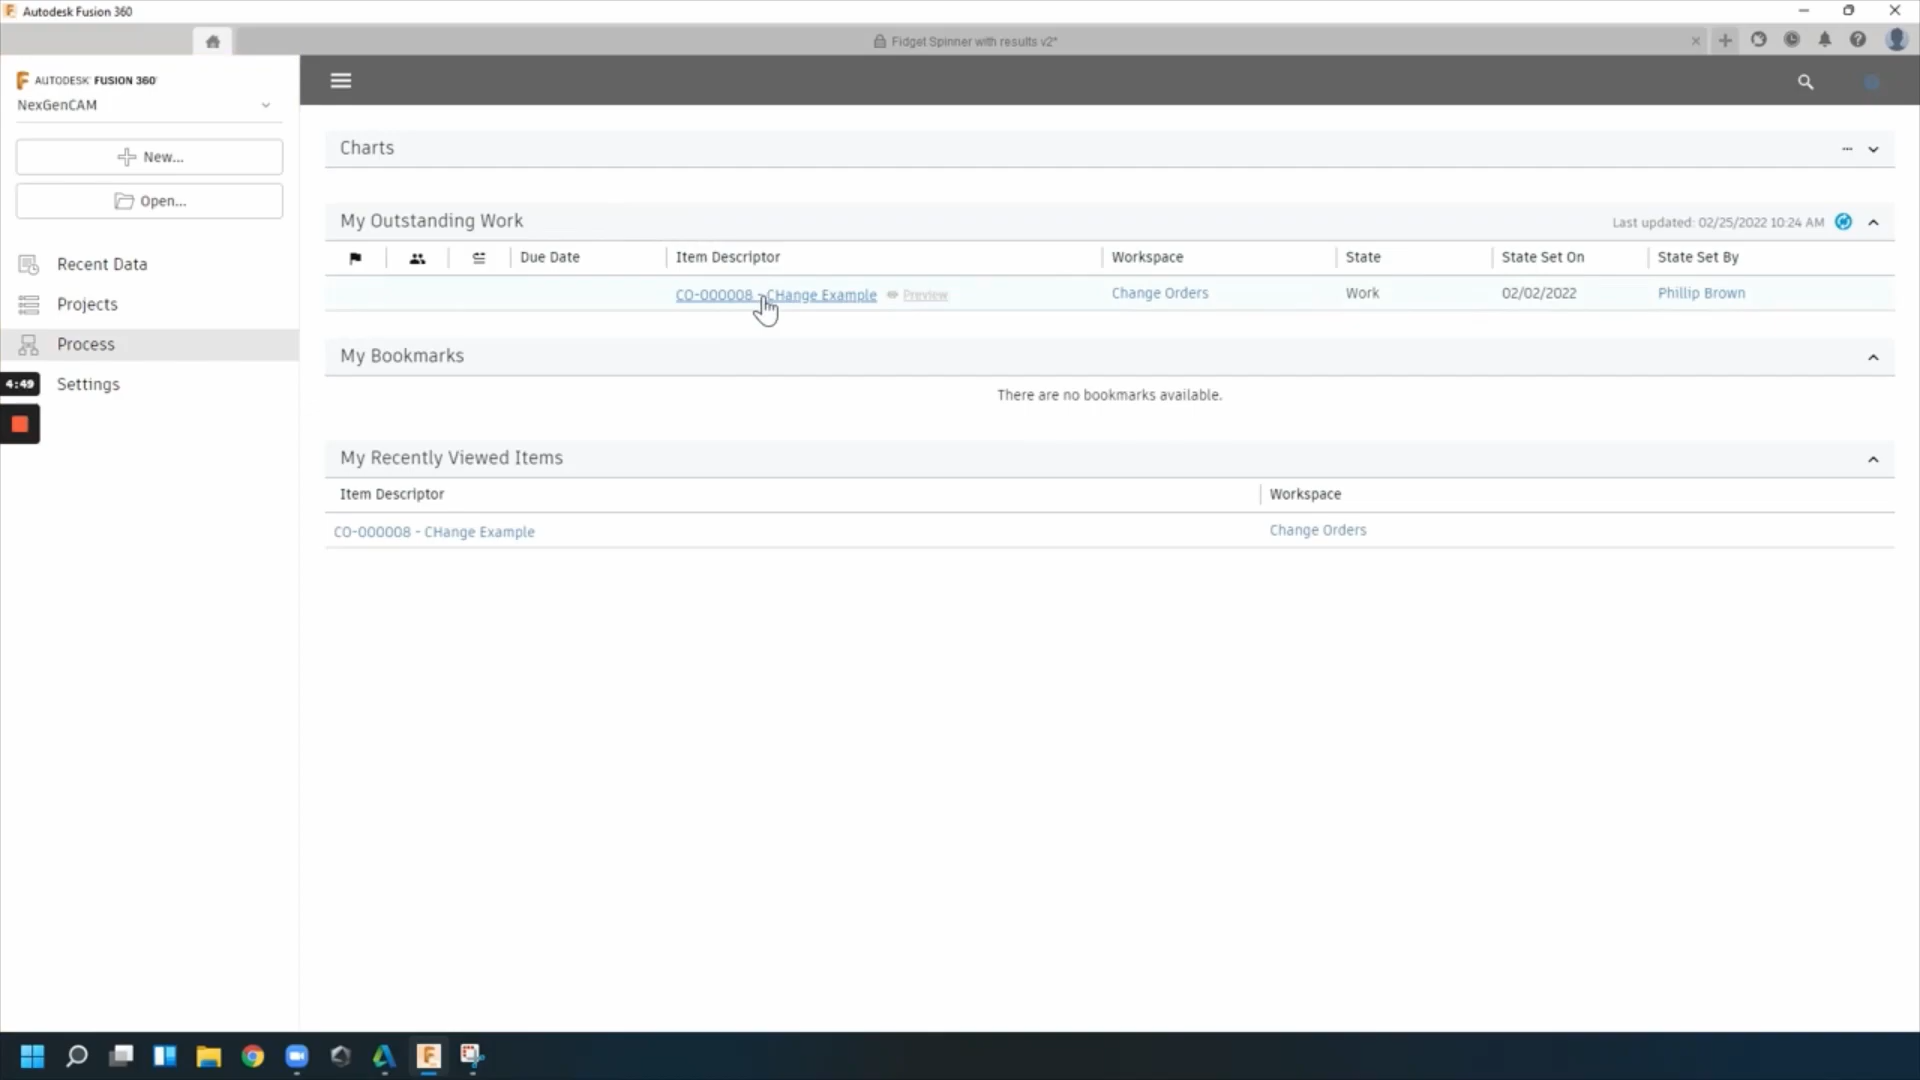 Autodesk Fusion 360
Fidget Spinner with results v2*
AUTODESK FUSION 360
NexGenCAM
New...
Open...
Recent Data
Projects
Process
4:49
Settings
Charts
My Outstanding Work
Last updated: 02/25/2022 10:24 AM
Due Date Item Descriptor Workspace State State Set On State Set By
CO-000008 - CHange Example Preview Change Orders Work 02/02/2022 Phillip Brown
My Bookmarks
There are no bookmarks available.
My Recently Viewed Items
Item Descriptor Workspace
CO-000008 - CHange Example Change Orders